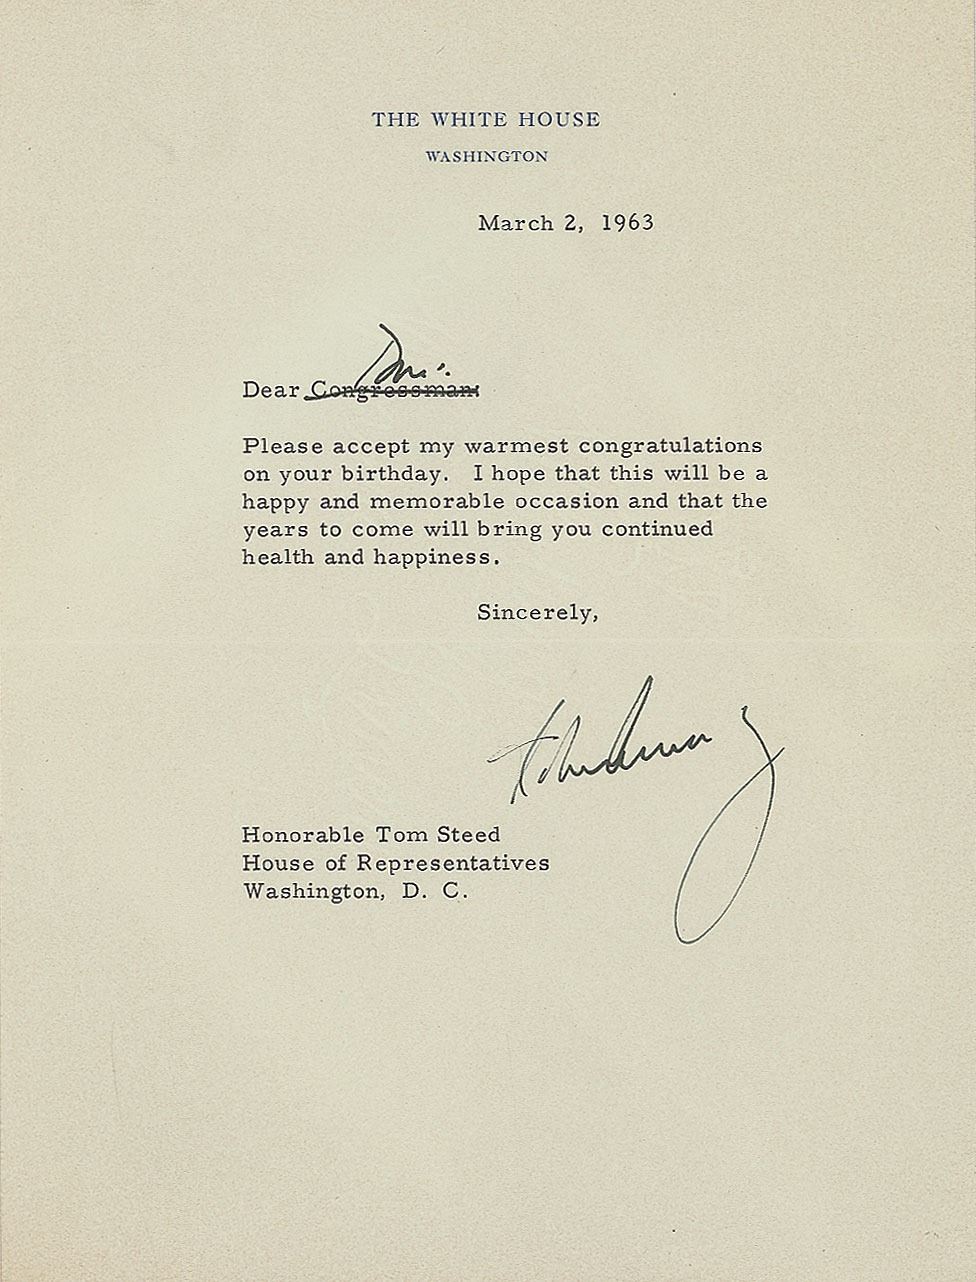 THE WHITE HOUSE
WASHINGTON
March 2, 1963
Tom:
Dear Congressman:
Please accept my warmest congratulations
on your birthday. I hope that this will be a
happy and memorable occasion and that the
years to come will bring you continued
health and happiness.
Sincerely,
Honorable Tom Steed
House of Representatives
Washington, D. C.